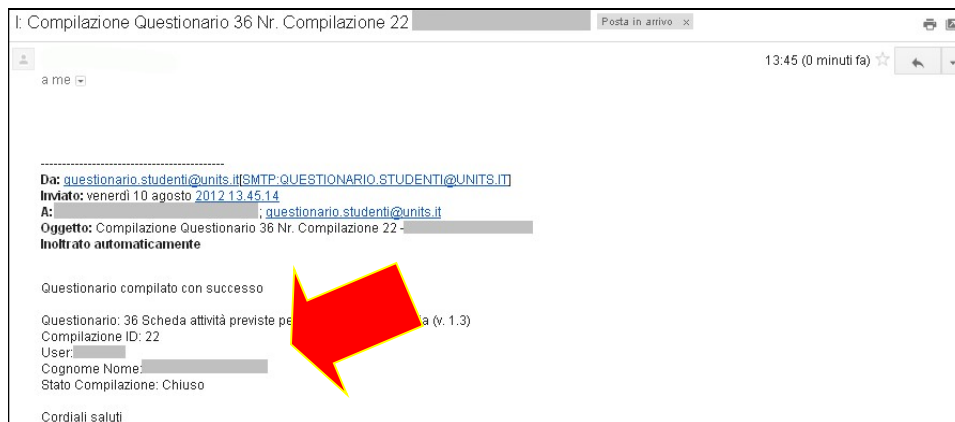 I: Compilazione Questionario 36 Nr. Compilazione 22 Posta in arrivo x
13:45 (0 minuti fa)
a me
------------------------------------------
Da: questionario.studenti@units.it[SMTP:QUESTIONARIO.STUDENTI@UNITS.IT]
Inviato: venerdì 10 agosto 2012 13.45.14
A: ; questionario.studenti@units.it
Oggetto: Compilazione Questionario 36 Nr. Compilazione 22 -
Inoltrato automaticamente
Questionario compilato con successo
Questionario: 36 Scheda attività previste (v. 1.3)
Compilazione ID: 22
User:
Cognome Nome:
Stato Compilazione: Chiuso
Cordiali saluti